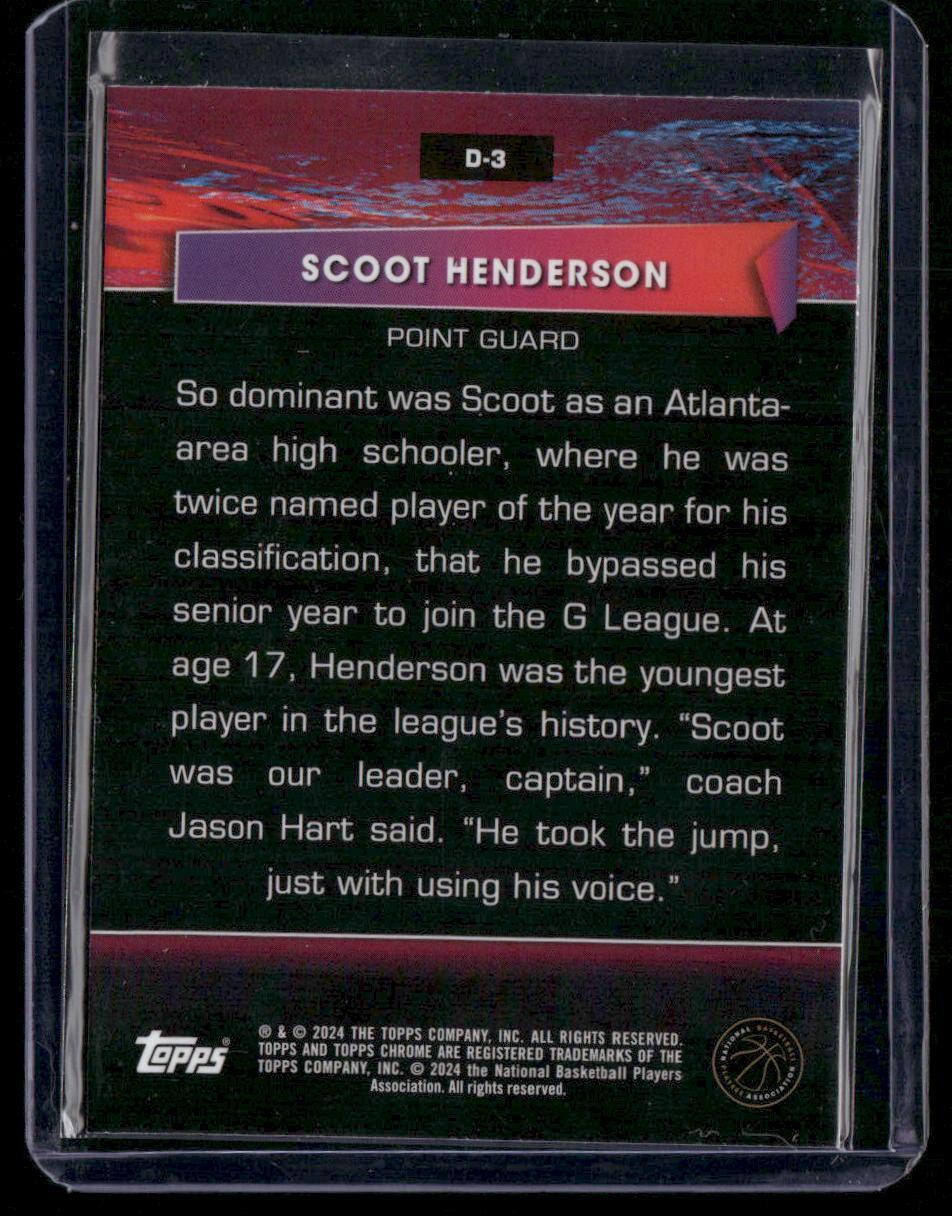 D-3
SCOOT HENDERSON
POINT GUARD
So dominant was Scoot as an Atlanta-
area high schooler, where he was
twice named player of the year for his
classification, that he bypassed his
senior year to join the G League. At
age 17, Henderson was the youngest
player in the league's history. “Scoot
was our leader, captain,” coach
Jason Hart said. “He took the jump,
just with using his voice.”
topps®
® & © 2024 THE TOPPS COMPANY, INC. ALL RIGHTS RESERVED.
TOPPS AND TOPPS CHROME ARE REGISTERED TRADEMARKS OF THE
TOPPS COMPANY, INC. © 2024 the National Basketball Players
Association. All rights reserved.
NATIONAL BASKETBALL
PLAYERS ASSOCIATION